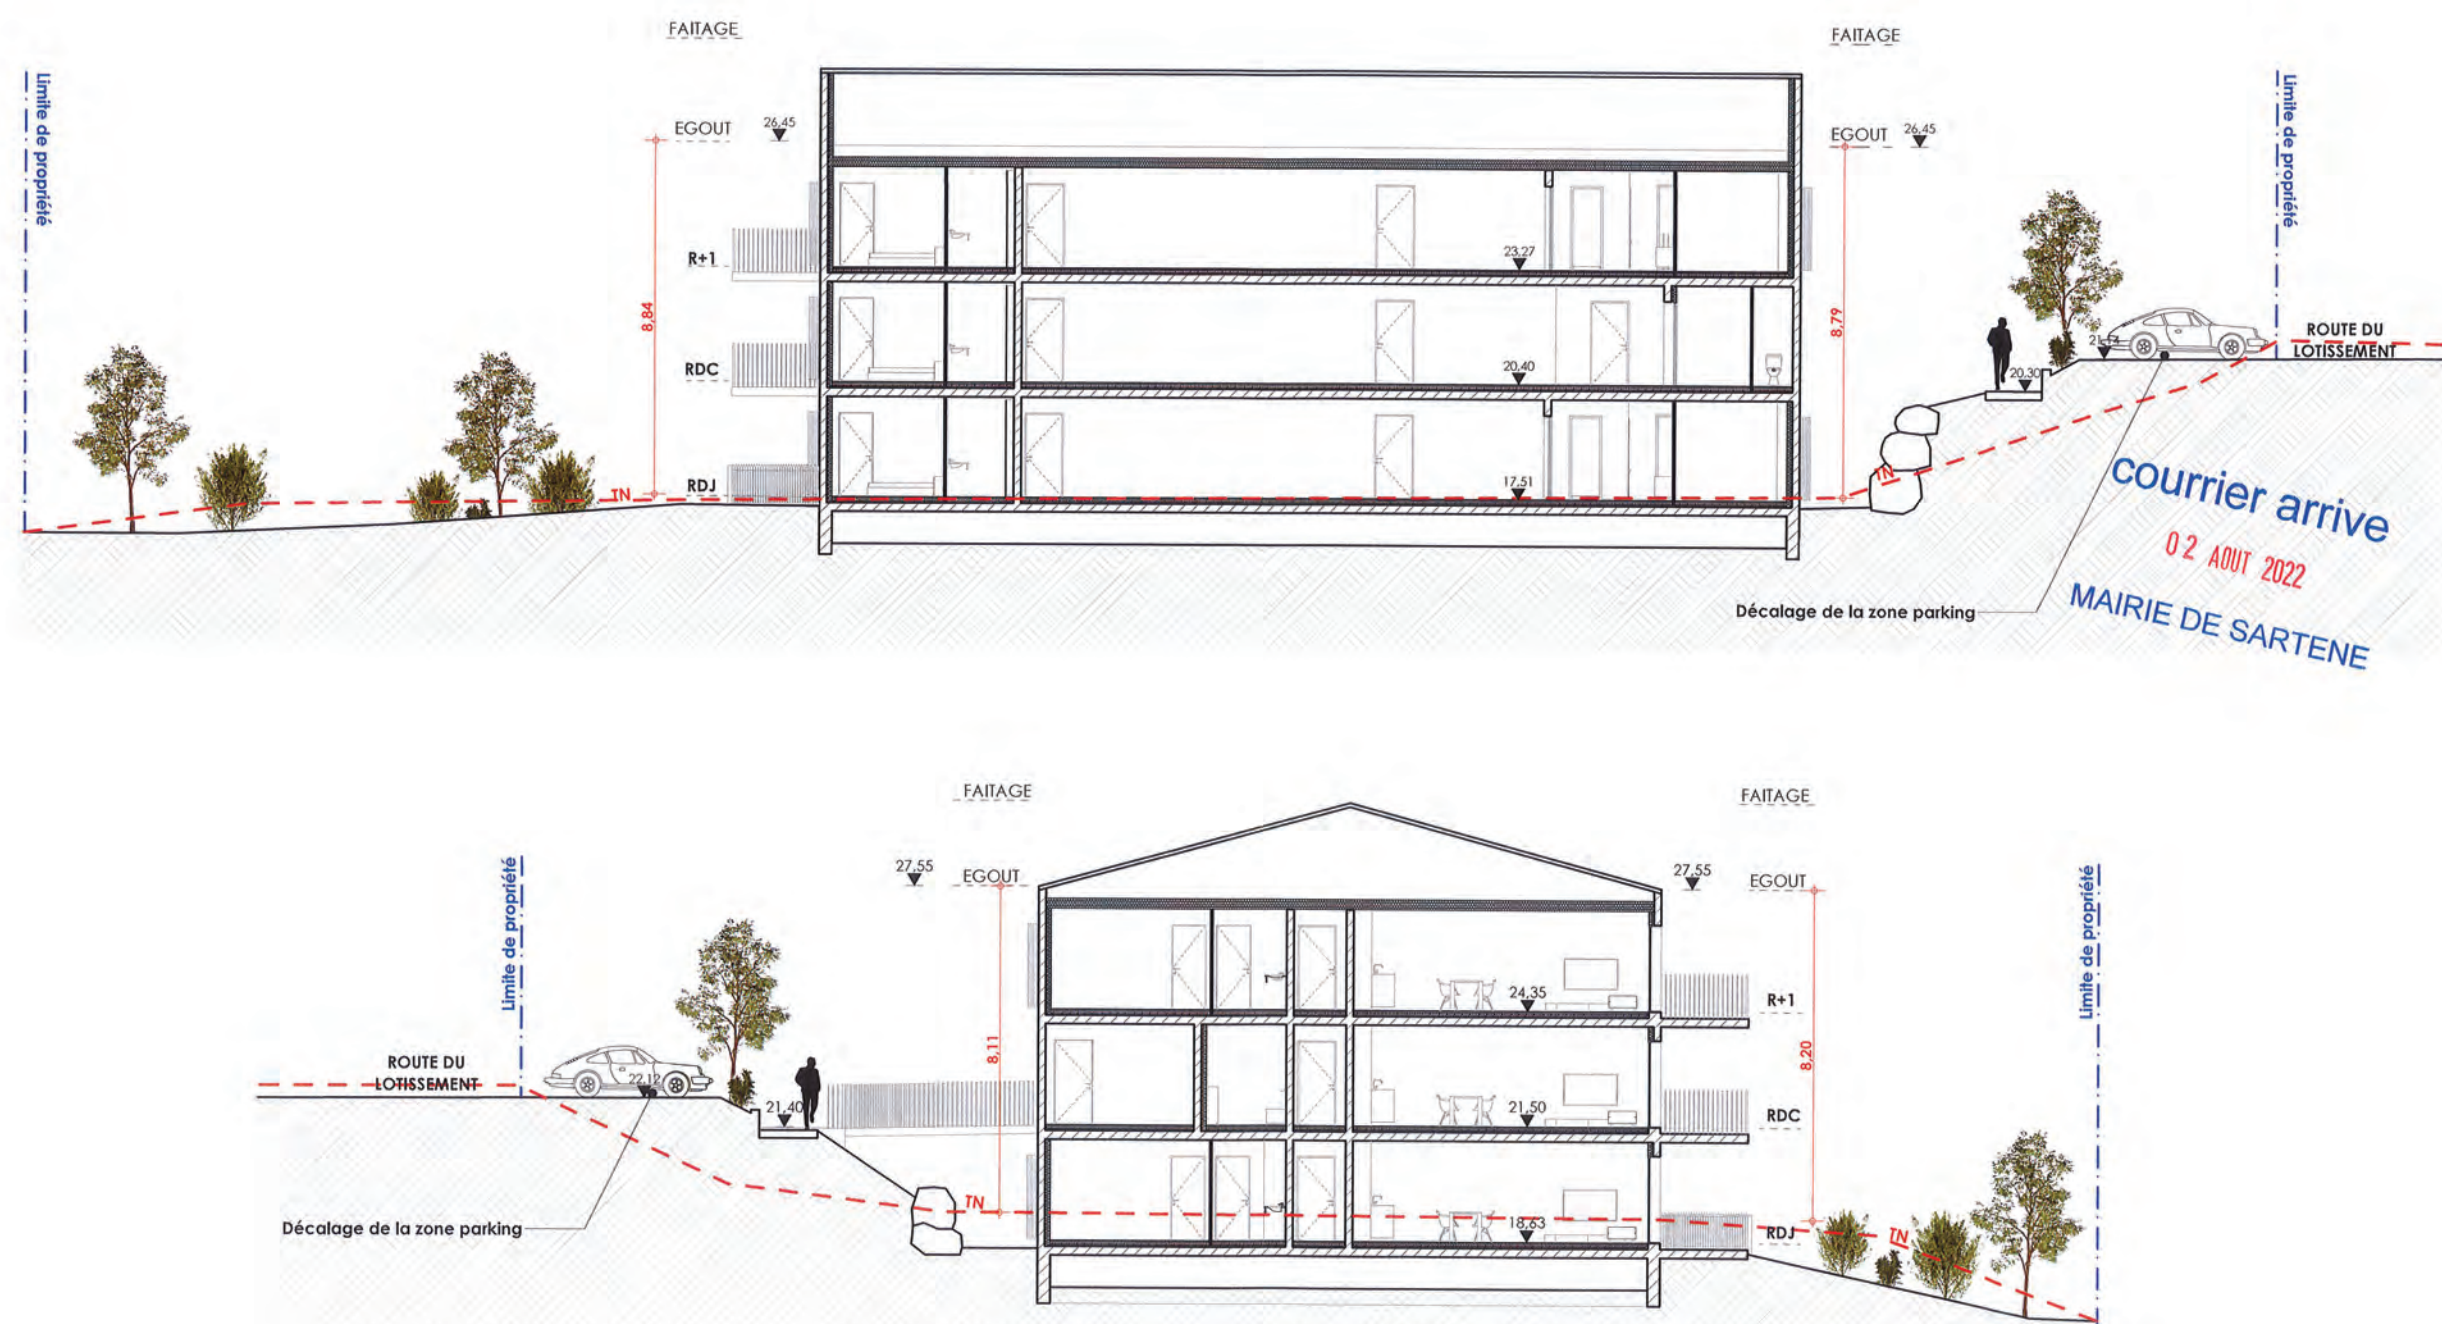 FAITAGE
FAITAGE
Limite de propriété
Limite de propriété
EGOUT 26,45
EGOUT 26,45
R+1
23,27
8,84
8,79
ROUTE DU
LOTISSEMENT
RDC
20,40
20,30
RDJ
TN
17,51
TN
courrier arrive
02 AOUT 2022
MAIRIE DE SARTENE
Décalage de la zone parking
FAITAGE
FAITAGE
Limite de propriété
Limite de propriété
27,55 EGOUT
27,55 EGOUT
24,35
R+1
8,11
8,20
ROUTE DU
LOTISSEMENT
22,12
21,40
21,50
RDC
TN
Décalage de la zone parking
18,63
RDJ
TN